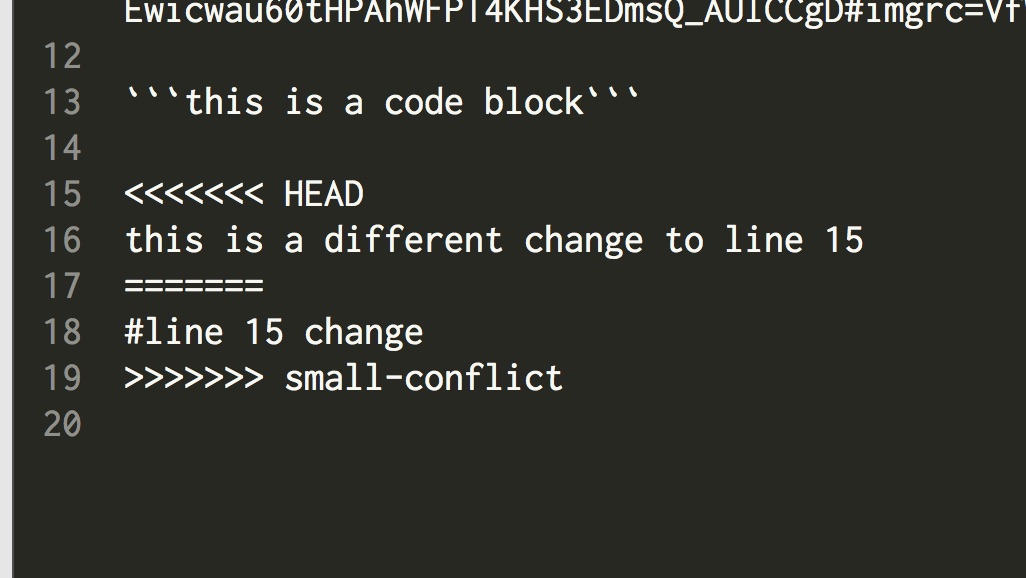 Ewicwau60tHPAhWFPT4KHS3EDmsQ_AUICCgD#imgrc=Vf
12
13 ```this is a code block```
14
15 <<<<<<< HEAD
16 this is a different change to line 15
17 =======
18 #line 15 change
19 >>>>>>> small-conflict
20